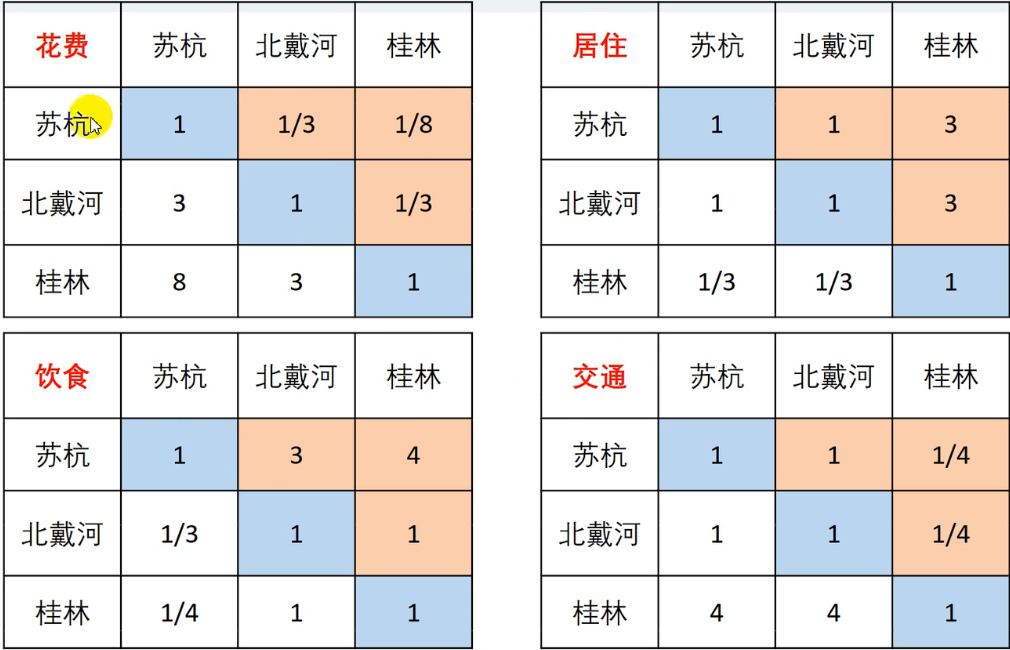 花费 苏杭 北戴河 桂林
苏杭 1 1/3 1/8
北戴河 3 1 1/3
桂林 8 3 1
居住 苏杭 北戴河 桂林
苏杭 1 1 3
北戴河 1 1 3
桂林 1/3 1/3 1
饮食 苏杭 北戴河 桂林
苏杭 1 3 4
北戴河 1/3 1 1
桂林 1/4 1 1
交通 苏杭 北戴河 桂林
苏杭 1 1 1/4
北戴河 1 1 1/4
桂林 4 4 1